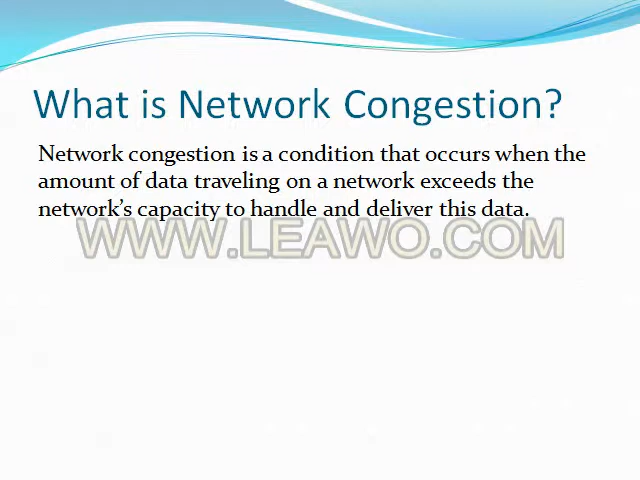 What is Network Congestion?
Network congestion is a condition that occurs when the
amount of data traveling on a network exceeds the
network’s capacity to handle and deliver this data.
WWW.LEAWO.COM